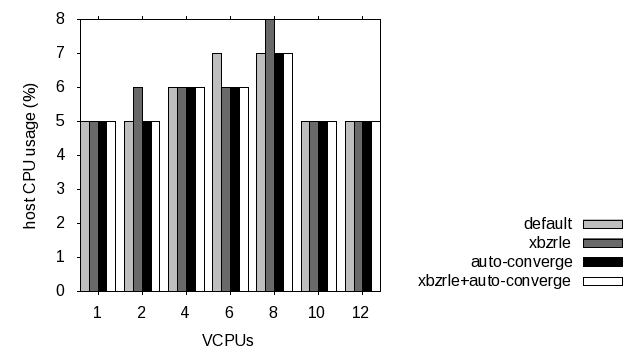 8
7
6
5
4
3
2
1
0
host CPU usage (%)
1 2 4 6 8 10 12
VCPUs
default
xbzrle
auto-converge
xbzrle+auto-converge